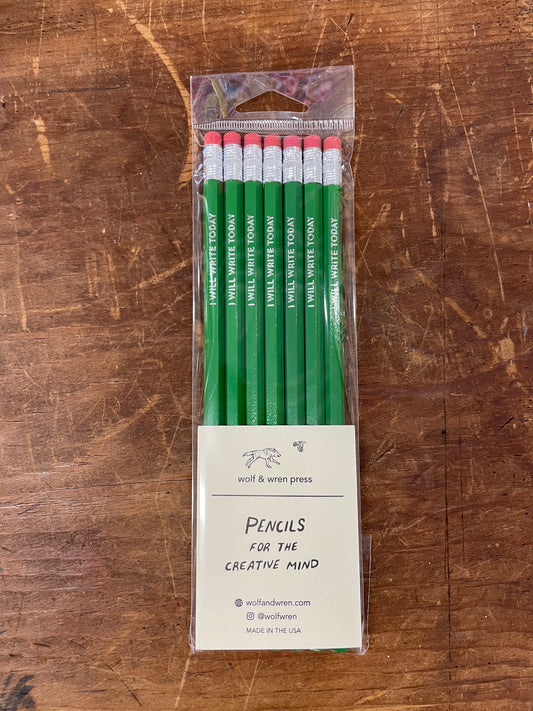 I WILL WRITE TODAY
I WILL WRITE TODAY
I WILL WRITE TODAY
I WILL WRITE TODAY
I WILL WRITE TODAY
I WILL WRITE TODAY
I WILL WRITE TODAY
wolf & wren press
PENCILS
FOR THE
CREATIVE MIND
wolfandwren.com
@wolfwren
MADE IN THE USA